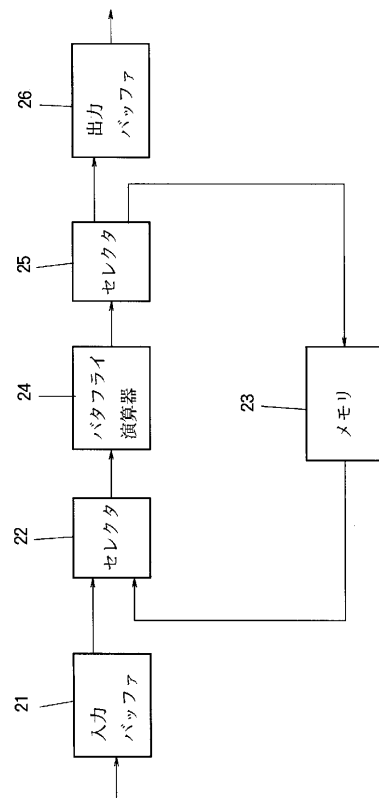 21
入力
バッファ
22
セレクタ
24
バタフライ
演算器
25
セレクタ
26
出力
バッファ
23
メモリ